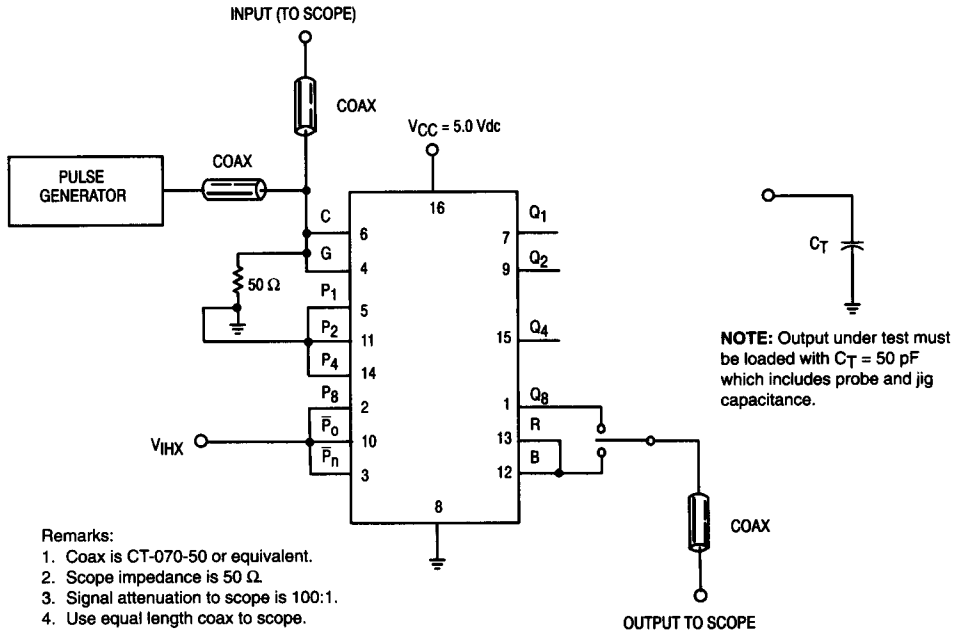 INPUT (TO SCOPE)
COAX
VCC = 5.0 Vdc
PULSE
GENERATOR
COAX
16
C
6
G
4
50 Ω
P1
5
P2
11
P4
14
P8
2
P̅o
10
P̅n
3
VIHX
8
Q1
7
Q2
9
Q4
15
Q8
1
R
13
B
12
CT
NOTE: Output under test must
be loaded with CT = 50 pF
which includes probe and jig
capacitance.
COAX
OUTPUT TO SCOPE
Remarks:
1. Coax is CT-070-50 or equivalent.
2. Scope impedance is 50 Ω
3. Signal attenuation to scope is 100:1.
4. Use equal length coax to scope.